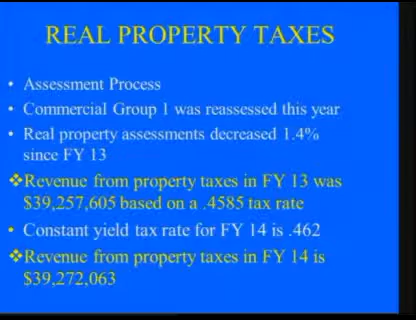 REAL PROPERTY TAXES
• Assessment Process
• Commercial Group 1 was reassessed this year
• Real property assessments decreased 1.4%
since FY 13
❖Revenue from property taxes in FY 13 was
$39,257,605 based on a .4585 tax rate
• Constant yield tax rate for FY 14 is .462
❖Revenue from property taxes in FY 14 is
$39,272,063